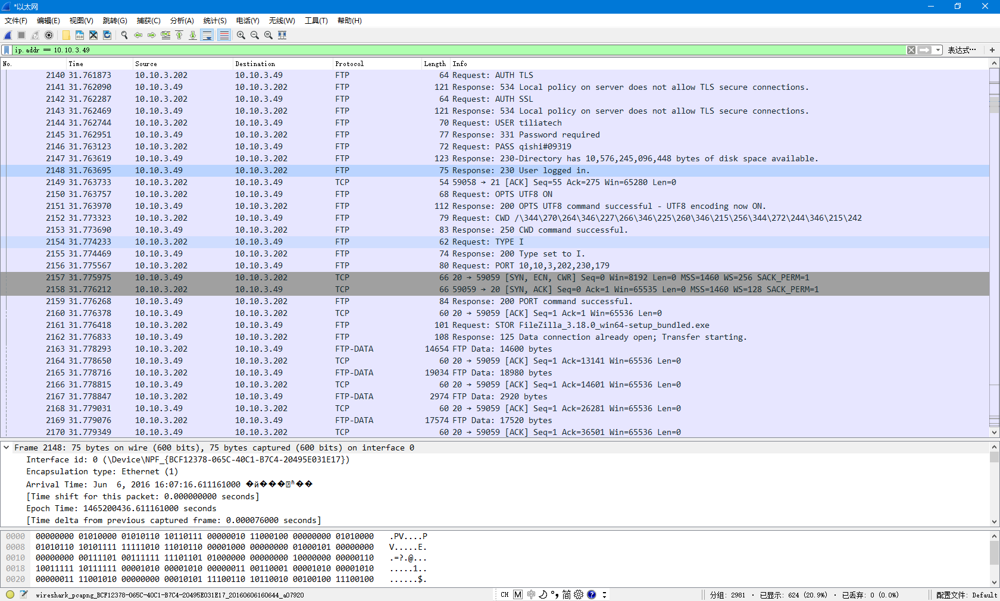 *以太网
文件(F) 编辑(E) 视图(V) 跳转(G) 捕获(C) 分析(A) 统计(S) 电话(Y) 无线(W) 工具(T) 帮助(H)
ip.addr == 10.10.3.49 表达式… +
No. Time Source Destination Protocol Length Info
2140 31.761873 10.10.3.202 10.10.3.49 FTP 64 Request: AUTH TLS
2141 31.762090 10.10.3.49 10.10.3.202 FTP 121 Response: 534 Local policy on server does not allow TLS secure connections.
2142 31.762287 10.10.3.202 10.10.3.49 FTP 64 Request: AUTH SSL
2143 31.762469 10.10.3.49 10.10.3.202 FTP 121 Response: 534 Local policy on server does not allow TLS secure connections.
2144 31.762744 10.10.3.202 10.10.3.49 FTP 70 Request: USER tiliatech
2145 31.762951 10.10.3.49 10.10.3.202 FTP 77 Response: 331 Password required
2146 31.763123 10.10.3.202 10.10.3.49 FTP 72 Request: PASS qishi#09319
2147 31.763619 10.10.3.49 10.10.3.202 FTP 123 Response: 230-Directory has 10,576,245,096,448 bytes of disk space available.
2148 31.763695 10.10.3.49 10.10.3.202 FTP 75 Response: 230 User logged in.
2149 31.763733 10.10.3.202 10.10.3.49 TCP 54 59058 → 21 [ACK] Seq=55 Ack=275 Win=65280 Len=0
2150 31.763757 10.10.3.202 10.10.3.49 FTP 68 Request: OPTS UTF8 ON
2151 31.763970 10.10.3.49 10.10.3.202 FTP 112 Response: 200 OPTS UTF8 command successful - UTF8 encoding now ON.
2152 31.773323 10.10.3.202 10.10.3.49 FTP 79 Request: CWD /\344\270\264\346\227\266\346\225\260\346\215\256\344\272\244\346\215\242
2153 31.773690 10.10.3.49 10.10.3.202 FTP 83 Response: 250 CWD command successful.
2154 31.774233 10.10.3.202 10.10.3.49 FTP 62 Request: TYPE I
2155 31.774469 10.10.3.49 10.10.3.202 FTP 74 Response: 200 Type set to I.
2156 31.775567 10.10.3.202 10.10.3.49 FTP 80 Request: PORT 10,10,3,202,230,179
2157 31.775975 10.10.3.49 10.10.3.202 TCP 66 20 → 59059 [SYN, ECN, CWR] Seq=0 Win=8192 Len=0 MSS=1460 WS=256 SACK_PERM=1
2158 31.776212 10.10.3.202 10.10.3.49 TCP 66 59059 → 20 [SYN, ACK] Seq=0 Ack=1 Win=65535 Len=0 MSS=1460 WS=128 SACK_PERM=1
2159 31.776268 10.10.3.49 10.10.3.202 FTP 84 Response: 200 PORT command successful.
2160 31.776378 10.10.3.49 10.10.3.202 TCP 60 20 → 59059 [ACK] Seq=1 Ack=1 Win=65536 Len=0
2161 31.776418 10.10.3.202 10.10.3.49 FTP 101 Request: STOR FileZilla_3.18.0_win64-setup_bundled.exe
2162 31.776833 10.10.3.49 10.10.3.202 FTP 108 Response: 125 Data connection already open; Transfer starting.
2163 31.778293 10.10.3.202 10.10.3.49 FTP-DATA 14654 FTP Data: 14600 bytes
2164 31.778650 10.10.3.49 10.10.3.202 TCP 60 20 → 59059 [ACK] Seq=1 Ack=13141 Win=65536 Len=0
2165 31.778716 10.10.3.202 10.10.3.49 FTP-DATA 19034 FTP Data: 18980 bytes
2166 31.778815 10.10.3.49 10.10.3.202 TCP 60 20 → 59059 [ACK] Seq=1 Ack=14601 Win=65536 Len=0
2167 31.778847 10.10.3.202 10.10.3.49 FTP-DATA 2974 FTP Data: 2920 bytes
2168 31.779031 10.10.3.49 10.10.3.202 TCP 60 20 → 59059 [ACK] Seq=1 Ack=26281 Win=65536 Len=0
2169 31.779076 10.10.3.202 10.10.3.49 FTP-DATA 17574 FTP Data: 17520 bytes
2170 31.779349 10.10.3.49 10.10.3.202 TCP 60 20 → 59059 [ACK] Seq=1 Ack=36501 Win=65536 Len=0
Frame 2148: 75 bytes on wire (600 bits), 75 bytes captured (600 bits) on interface 0
Interface id: 0 (\Device\NPF_{BCF12378-065C-40C1-B7C4-20495E031E17})
Encapsulation type: Ethernet (1)
Arrival Time: Jun  6, 2016 16:07:16.611161000
[Time shift for this packet: 0.000000000 seconds]
Epoch Time: 1465200436.611161000 seconds
[Time delta from previous captured frame: 0.000076000 seconds]
0000 00000000 01010000 01010110 10110111 00000010 11000100 00000000 01010000 .PV....P
0008 01010110 10101111 11111010 11010110 00001000 00000000 01000101 00000000 V.....E.
0010 00000000 00111101 00111111 11101101 01000000 00000000 10000000 00000110 .=?.@...
0018 10011111 10111111 00001010 00001010 00000011 00110001 00001010 00001010 .....1..
0020 00000011 11001010 00000000 00010101 11100110 10110010 00100100 11100100 ......$.
wireshark_pcapng_BCF12378-065C-40C1-B7C4-20495E031E17_20160606160644_a07920 CH M 中 简 分组: 2981 · 已显示: 624 (20.9%) · 已丢弃: 0 (0.0%) 配置文件: Default